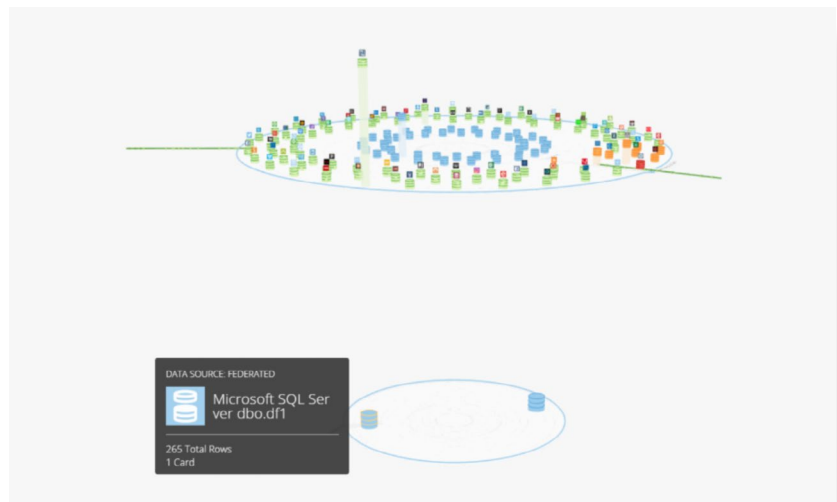 DATA SOURCE: FEDERATED
Microsoft SQL Ser
ver dbo.df1
265 Total Rows
1 Card